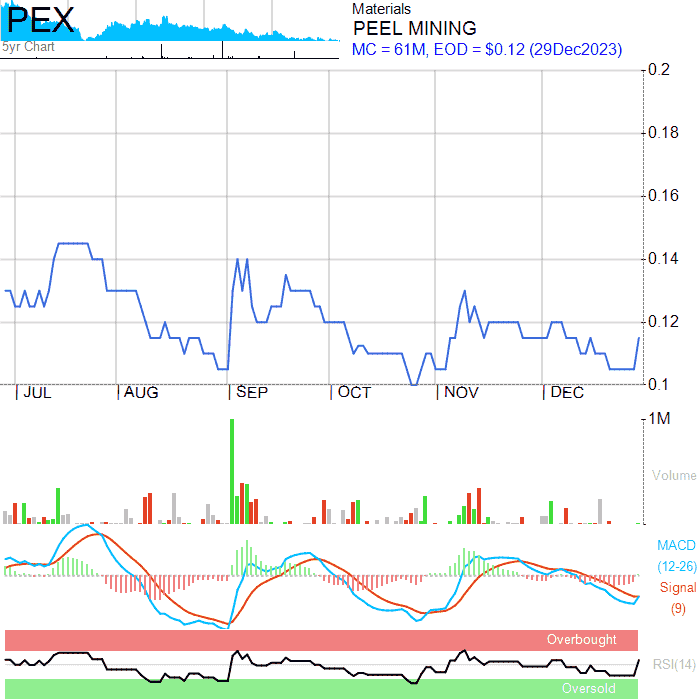 PEX
5yr Chart
Materials
PEEL MINING
MC = 61M, EOD = $0.12 (29Dec2023)
0.2
0.18
0.16
0.14
0.12
0.1
JUL AUG SEP OCT NOV DEC
1M
Volume
MACD
(12-26)
Signal
(9)
Overbought
RSI(14)
Oversold